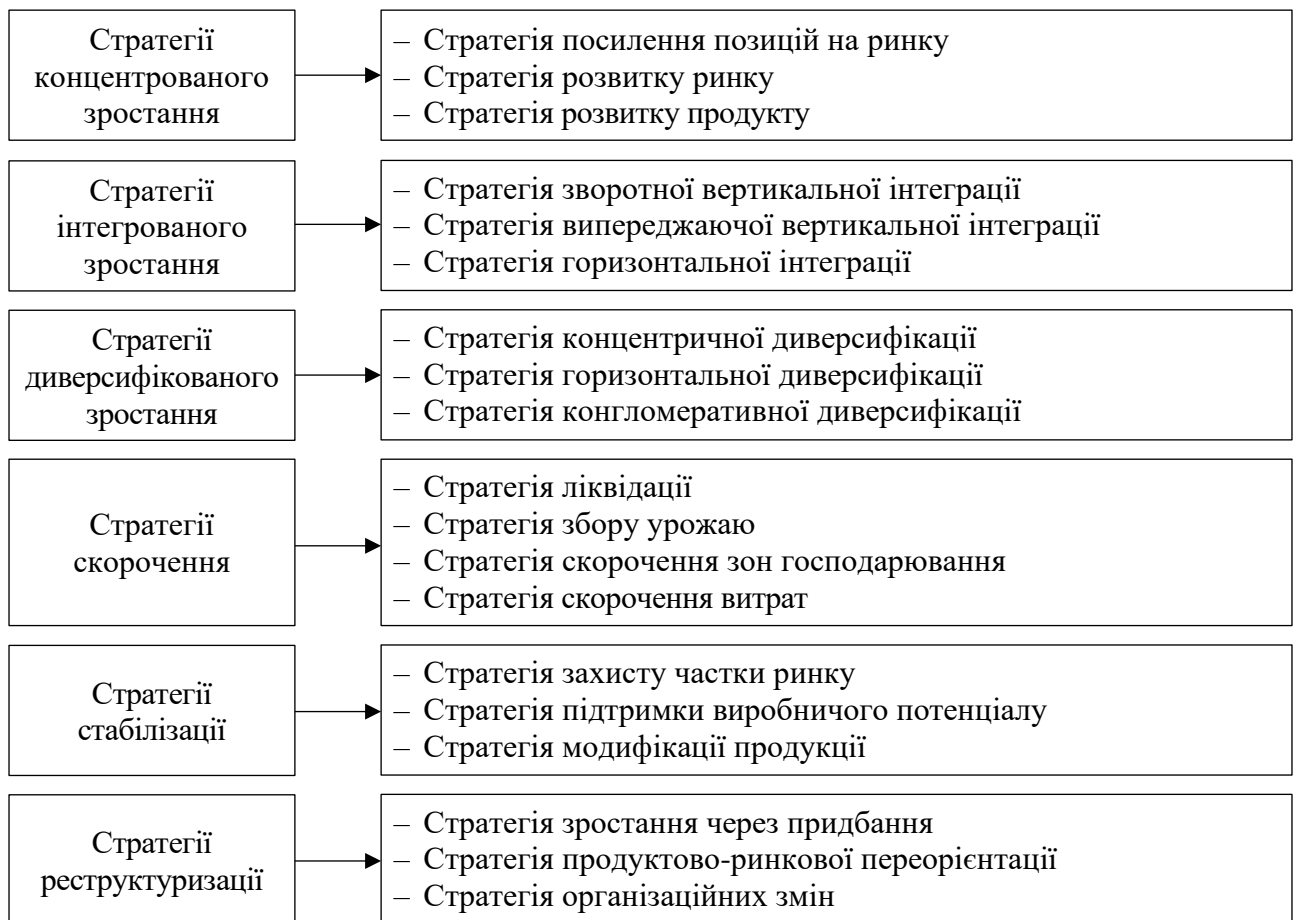 Стратегії
концентрованого
зростання
– Стратегія посилення позицій на ринку
– Стратегія розвитку ринку
– Стратегія розвитку продукту
Стратегії
інтегрованого
зростання
– Стратегія зворотної вертикальної інтеграції
– Стратегія випереджаючої вертикальної інтеграції
– Стратегія горизонтальної інтеграції
Стратегії
диверсифікованого
зростання
– Стратегія концентричної диверсифікації
– Стратегія горизонтальної диверсифікації
– Стратегія конгломеративної диверсифікації
Стратегії
скорочення
– Стратегія ліквідації
– Стратегія збору урожаю
– Стратегія скорочення зон господарювання
– Стратегія скорочення витрат
Стратегії
стабілізації
– Стратегія захисту частки ринку
– Стратегія підтримки виробничого потенціалу
– Стратегія модифікації продукції
Стратегії
реструктуризації
– Стратегія зростання через придбання
– Стратегія продуктово-ринкової переорієнтації
– Стратегія організаційних змін